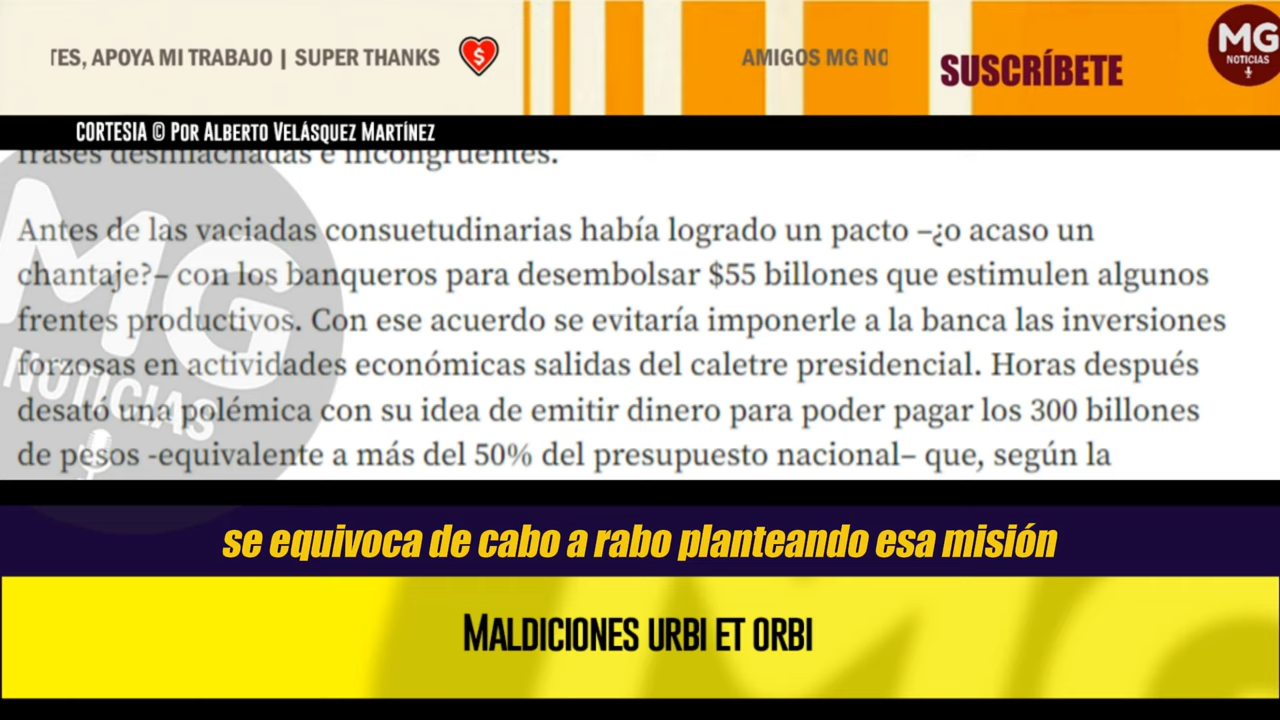 TES, APOYA MI TRABAJO | SUPER THANKS
AMIGOS MG NO
SUSCRÍBETE
MG
NOTICIAS
CORTESIA © POR ALBERTO VELÁSQUEZ MARTÍNEZ
frases deshilachadas e incongruentes.
Antes de las vaciadas consuetudinarias había logrado un pacto –¿o acaso un
chantaje?– con los banqueros para desembolsar $55 billones que estimulen algunos
frentes productivos. Con ese acuerdo se evitaría imponerle a la banca las inversiones
forzosas en actividades económicas salidas del caletre presidencial. Horas después
desató una polémica con su idea de emitir dinero para poder pagar los 300 billones
de pesos -equivalente a más del 50% del presupuesto nacional– que, según la
MG
NOTICIAS
se equivoca de cabo a rabo planteando esa misión
MALDICIONES URBI ET ORBI